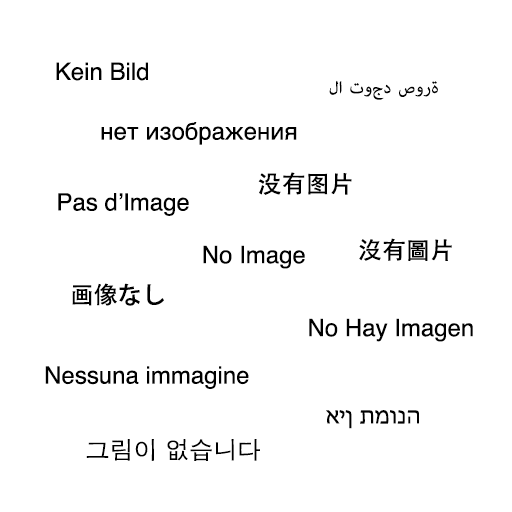 Kein Bild
لا توجد صورة
нет изображения
没有图片
Pas d’Image
No Image
沒有圖片
画像なし
No Hay Imagen
Nessuna immagine
אין תמונה
그림이 없습니다